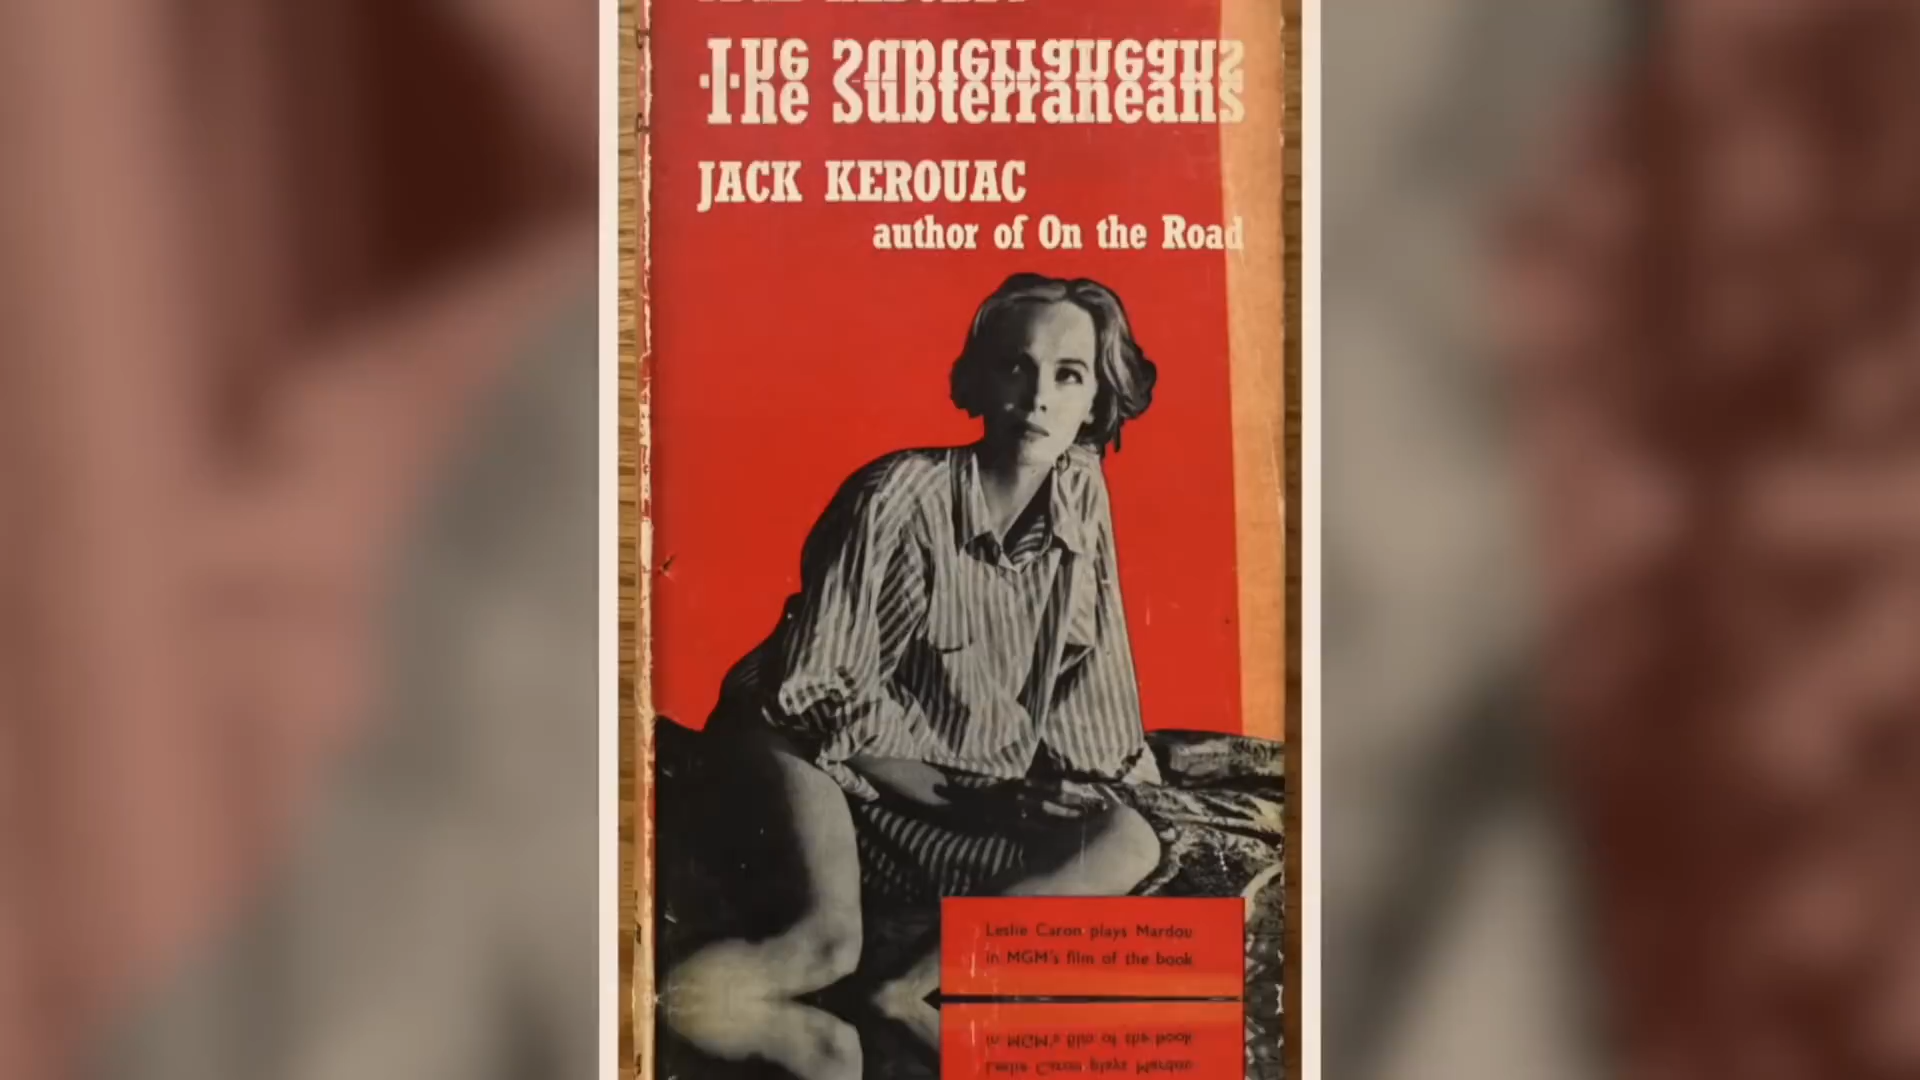 The Subterraneans
JACK KEROUAC
author of On the Road
Leslie Caron plays Mardou
in MGM's film of the book